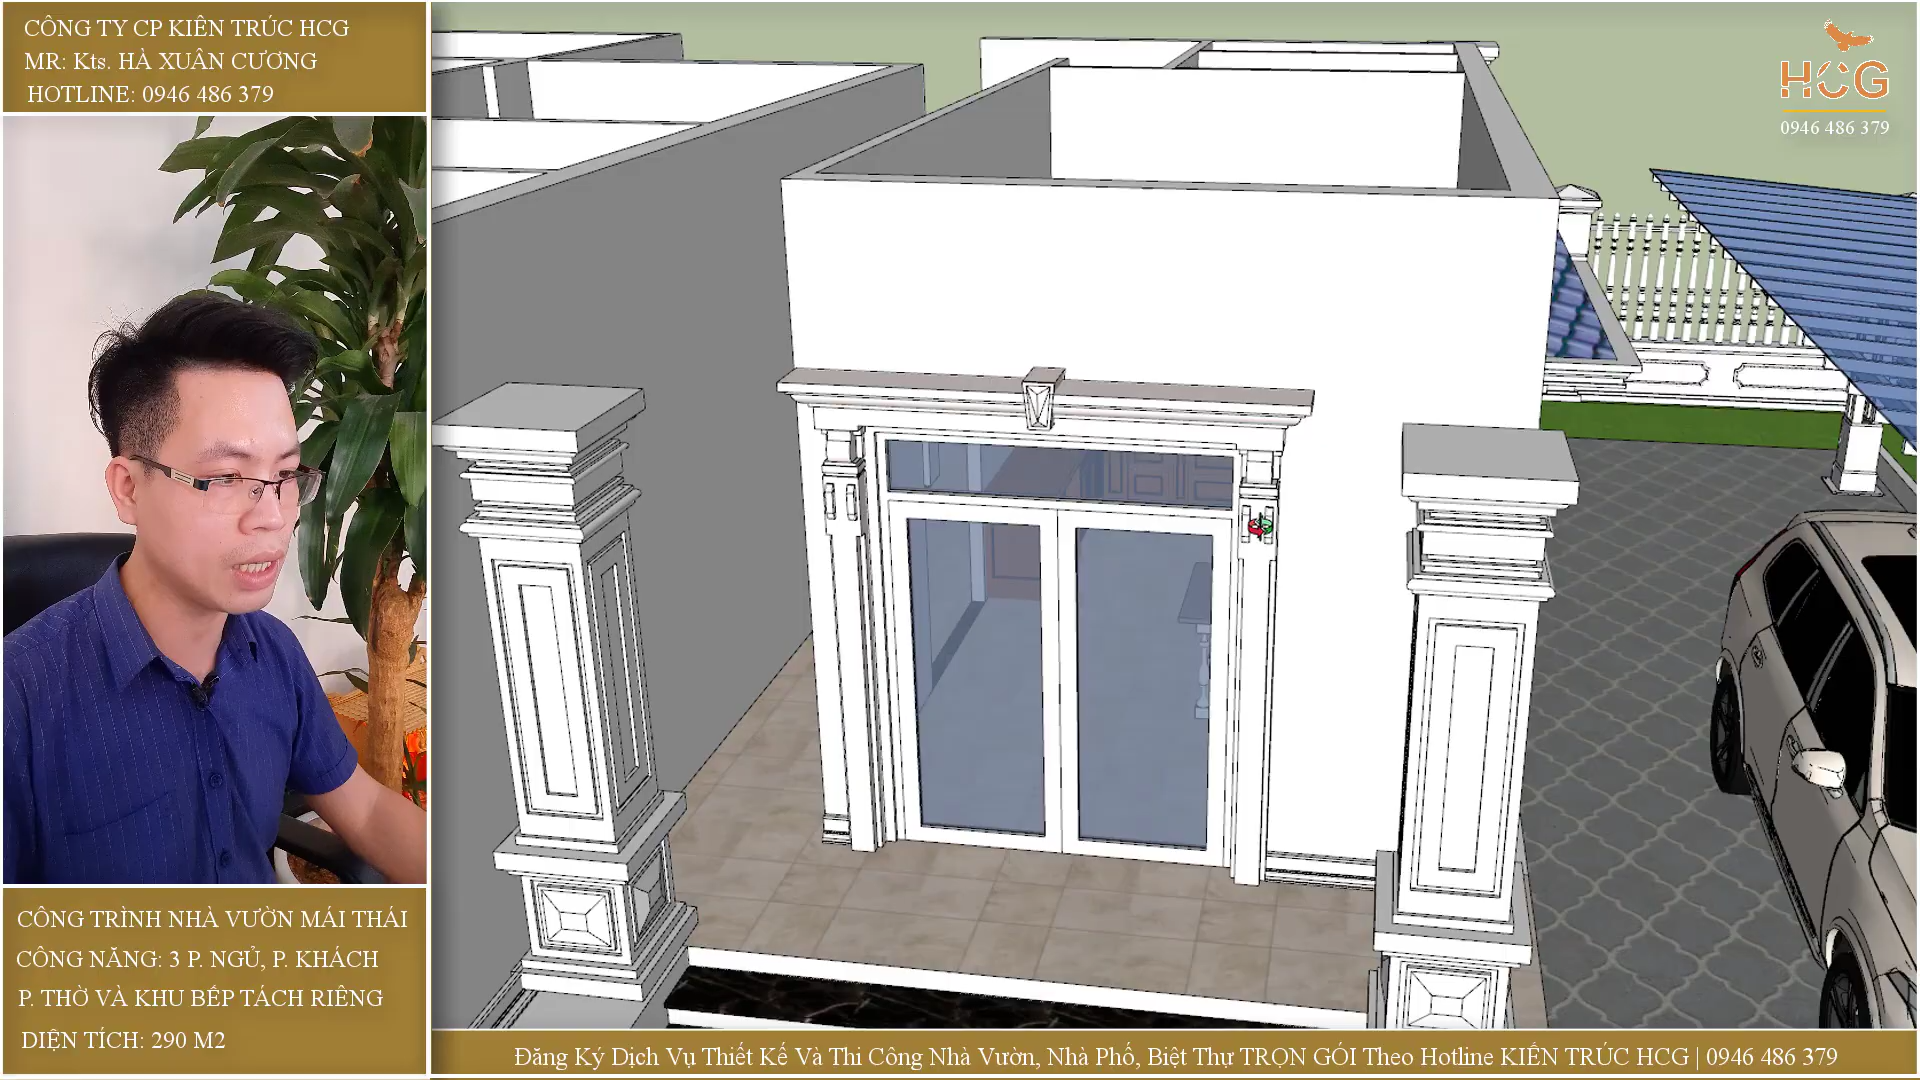 CÔNG TY CP KIÊN TRÚC HCG
MR: Kts. HÀ XUÂN CƯƠNG
HOTLINE: 0946 486 379
HCG
0946 486 379
CÔNG TRÌNH NHÀ VƯỜN MÁI THÁI
CÔNG NĂNG: 3 P. NGỦ, P. KHÁCH
P. THỜ VÀ KHU BẾP TÁCH RIÊNG
DIỆN TÍCH: 290 M2
Đăng Ký Dịch Vụ Thiết Kế Và Thi Công Nhà Vườn, Nhà Phố, Biệt Thự TRỌN GÓI Theo Hotline KIẾN TRÚC HCG | 0946 486 379